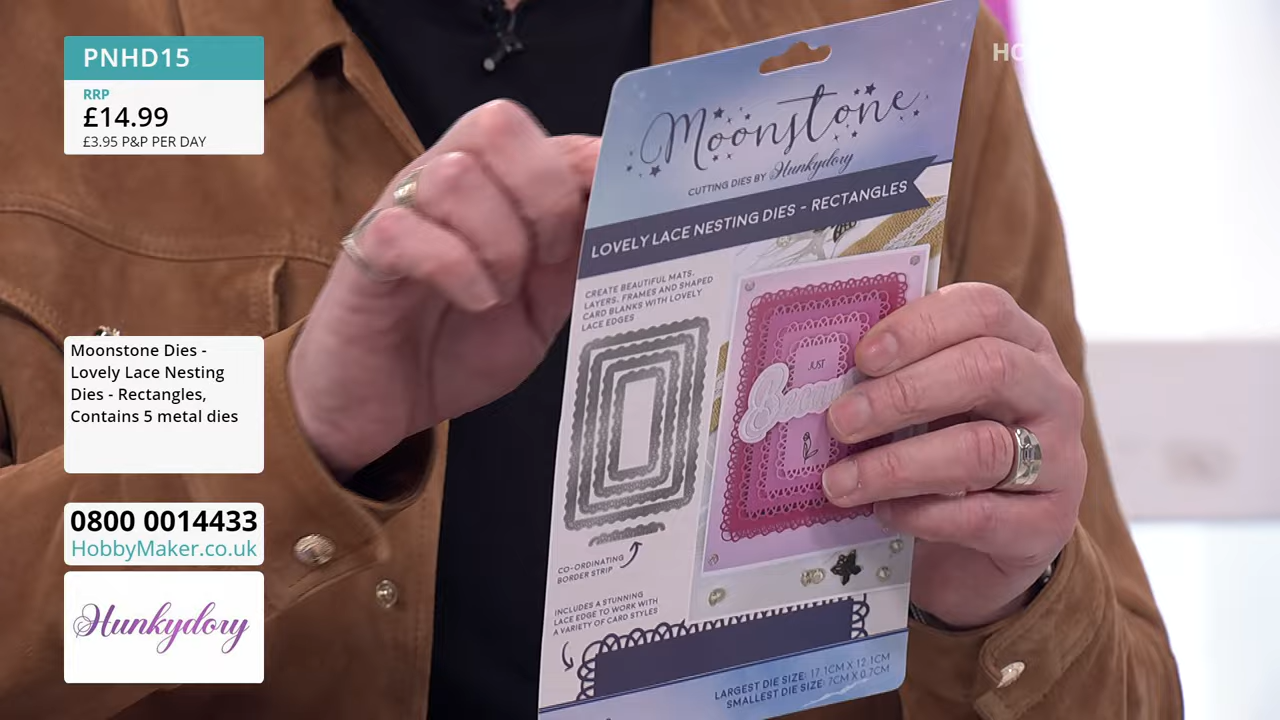 PNHD15
RRP
£14.99
£3.95 P&P PER DAY
Moonstone Dies -
Lovely Lace Nesting
Dies - Rectangles,
Contains 5 metal dies
0800 0014433
HobbyMaker.co.uk
Hunkydory
Moonstone
CUTTING DIES BY Hunkydory
LOVELY LACE NESTING DIES - RECTANGLES
CREATE BEAUTIFUL MATS,
LAYERS, FRAMES AND SHAPED
CARD BLANKS WITH LOVELY
LACE EDGES
JUST
CO-ORDINATING
BORDER STRIP
INCLUDES A STUNNING
LACE EDGE TO WORK WITH
A VARIETY OF CARD STYLES
LARGEST DIE SIZE: 17.1CM X 12.1CM
SMALLEST DIE SIZE: 7CM X 0.7CM